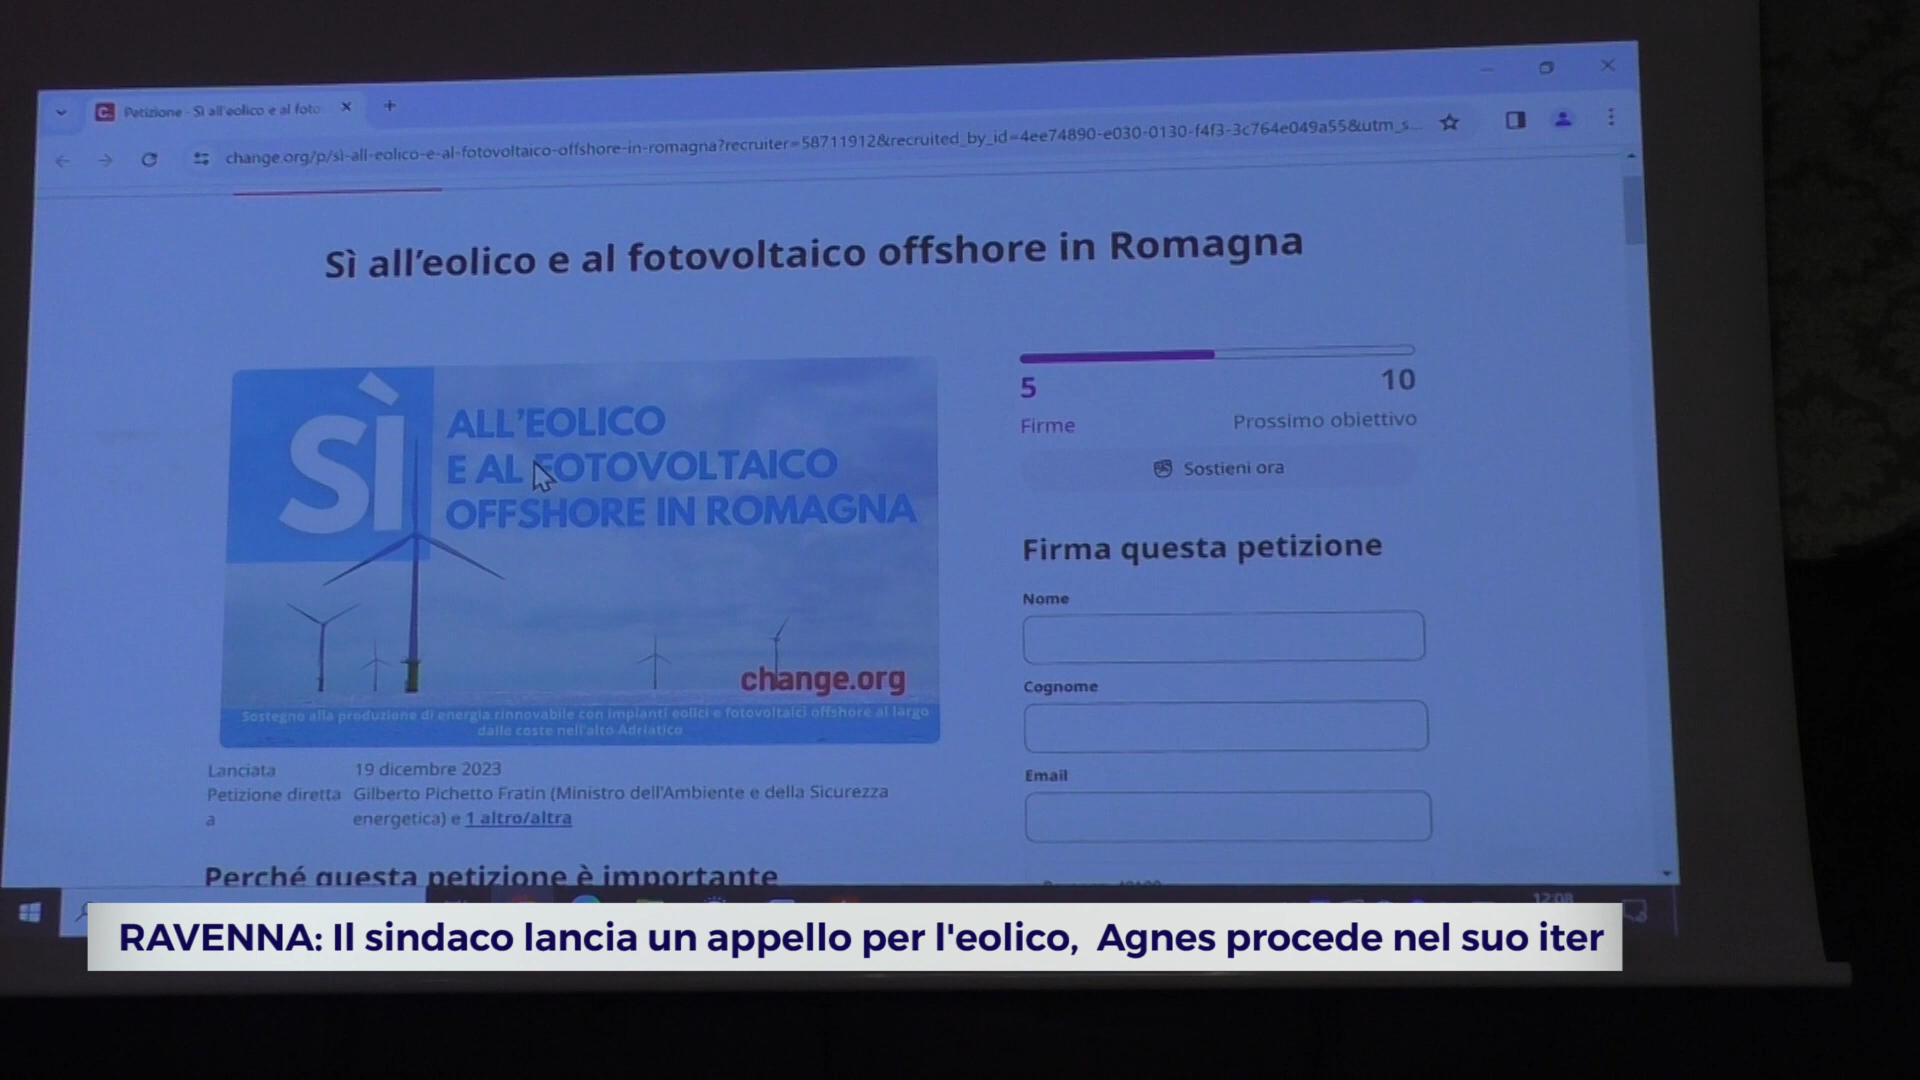 Petizione - Sì all'eolico e al foto
change.org/p/sì-all-eolico-e-al-fotovoltaico-offshore-in-romagna?recruiter=58711912&recruited_by_id=4ee74890-e030-0130-f4f3-3c764e049a55&utm_s...
Sì all'eolico e al fotovoltaico offshore in Romagna
SÌ
ALL'EOLICO
E AL FOTOVOLTAICO
OFFSHORE IN ROMAGNA
change.org
Sostegno alla produzione di energia rinnovabile con impianti eolici e fotovoltaici offshore al largo
dalle coste nell'alto Adriatico
5
10
Firme
Prossimo obiettivo
Sostieni ora
Firma questa petizione
Nome
Cognome
Email
Lanciata 19 dicembre 2023
Petizione diretta Gilberto Pichetto Fratin (Ministro dell'Ambiente e della Sicurezza
a energetica) e 1 altro/altra
Perché questa petizione è importante
12:08
RAVENNA: Il sindaco lancia un appello per l'eolico, Agnes procede nel suo iter